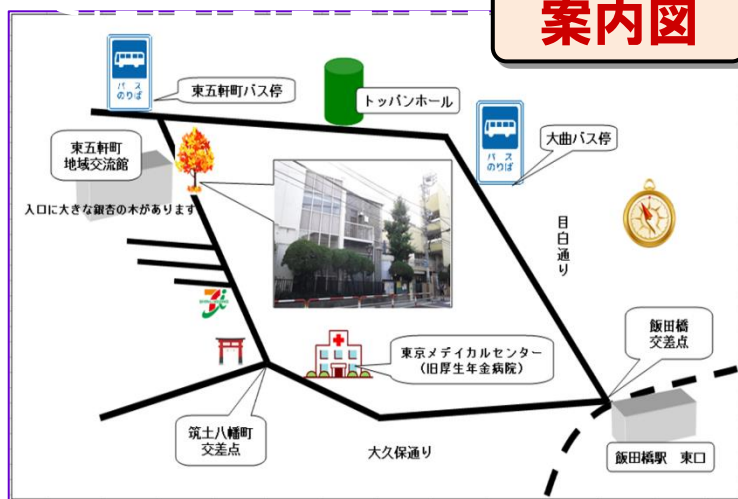 案内図
バス
のりば
東五軒町バス停
トッパンホール
バス
のりば
大曲バス停
東五軒町
地域交流館
入口に大きな銀杏の木があります
目白通り
飯田橋
交差点
東京メデイカルセンター
（旧厚生年金病院）
筑土八幡町
交差点
大久保通り
飯田橋駅 東口